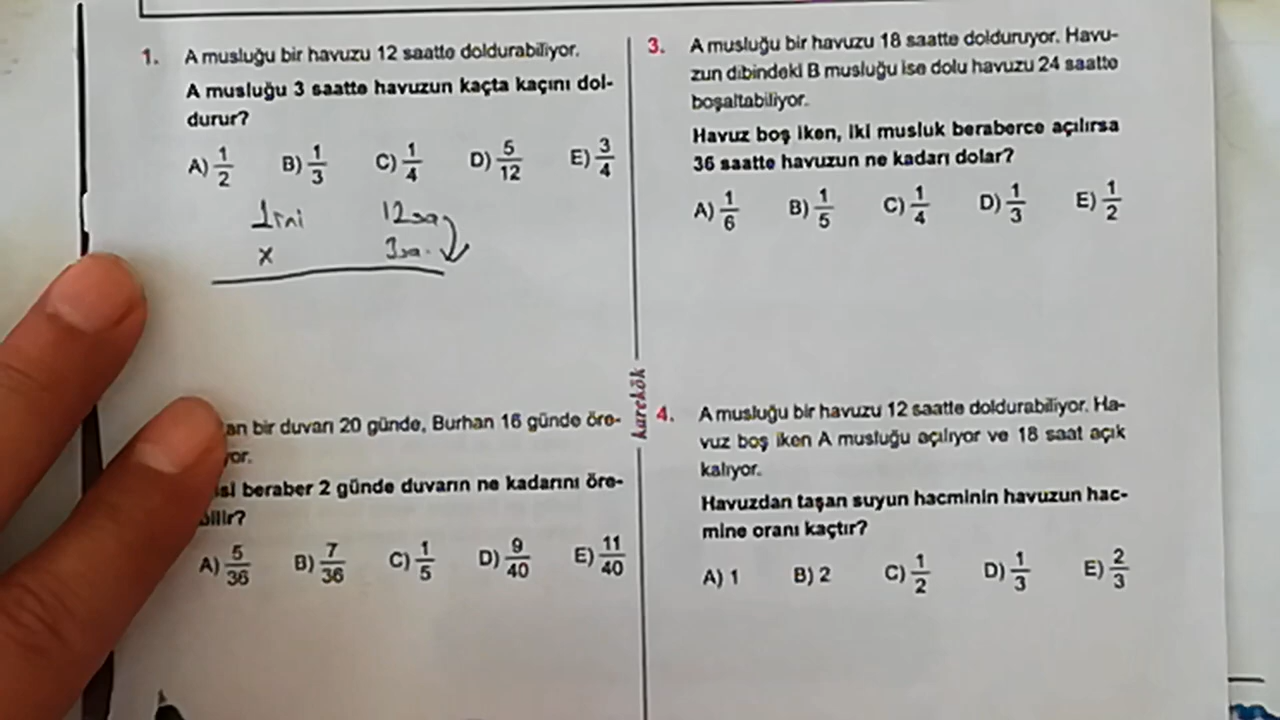 1. A musluğu bir havuzu 12 saatte doldurabiliyor.
A musluğu 3 saatte havuzun kaçta kaçını dol-
durur?
A) 1/2 B) 1/3 C) 1/4 D) 5/12 E) 3/4
1ini 12sa
x 3sa.
an bir duvarı 20 günde, Burhan 16 günde öre-
yor.
isi beraber 2 günde duvarın ne kadarını öre-
bilir?
A) 5/36 B) 7/36 C) 1/5 D) 9/40 E) 11/40
karekök
3. A musluğu bir havuzu 18 saatte dolduruyor. Havu-
zun dibindeki B musluğu ise dolu havuzu 24 saatte
boşaltabiliyor.
Havuz boş iken, iki musluk beraberce açılırsa
36 saatte havuzun ne kadarı dolar?
A) 1/6 B) 1/5 C) 1/4 D) 1/3 E) 1/2
4. A musluğu bir havuzu 12 saatte doldurabiliyor. Ha-
vuz boş iken A musluğu açılıyor ve 18 saat açık
kalıyor.
Havuzdan taşan suyun hacminin havuzun hac-
mine oranı kaçtır?
A) 1 B) 2 C) 1/2 D) 1/3 E) 2/3